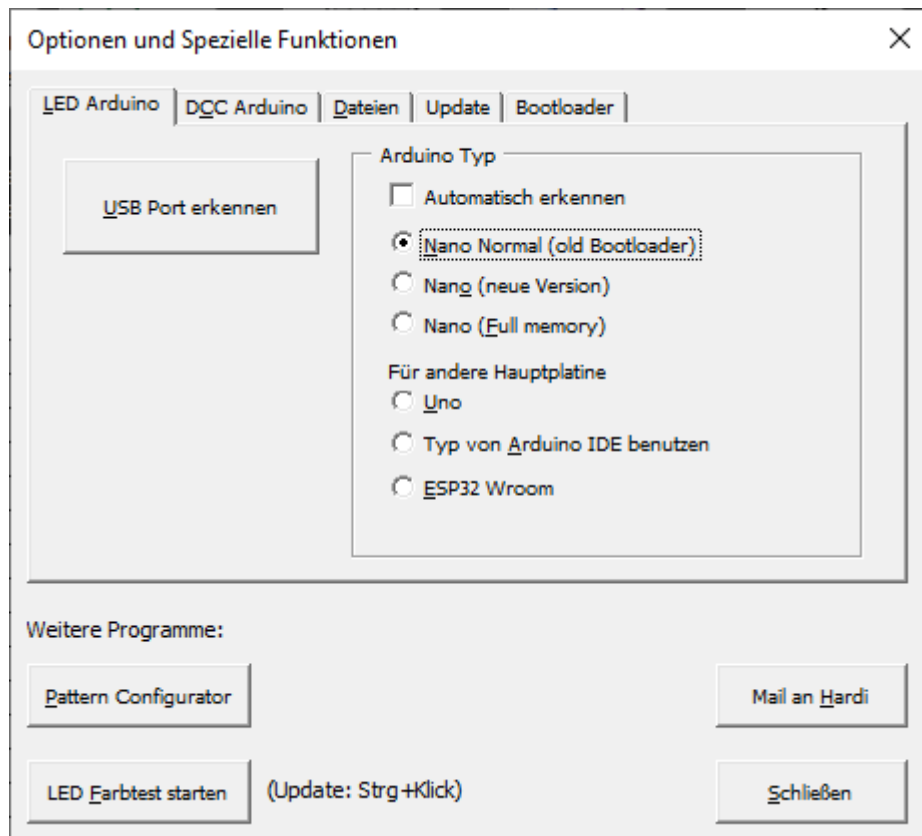 Optionen und Spezielle Funktionen
LED Arduino
DCC Arduino
Dateien
Update
Bootloader
USB Port erkennen
Arduino Typ
Automatisch erkennen
Nano Normal (old Bootloader)
Nano (neue Version)
Nano (Full memory)
Für andere Hauptplatine
Uno
Typ von Arduino IDE benutzen
ESP32 Wroom
Weitere Programme:
Pattern Configurator
Mail an Hardi
LED Farbtest starten
(Update: Strg+Klick)
Schließen